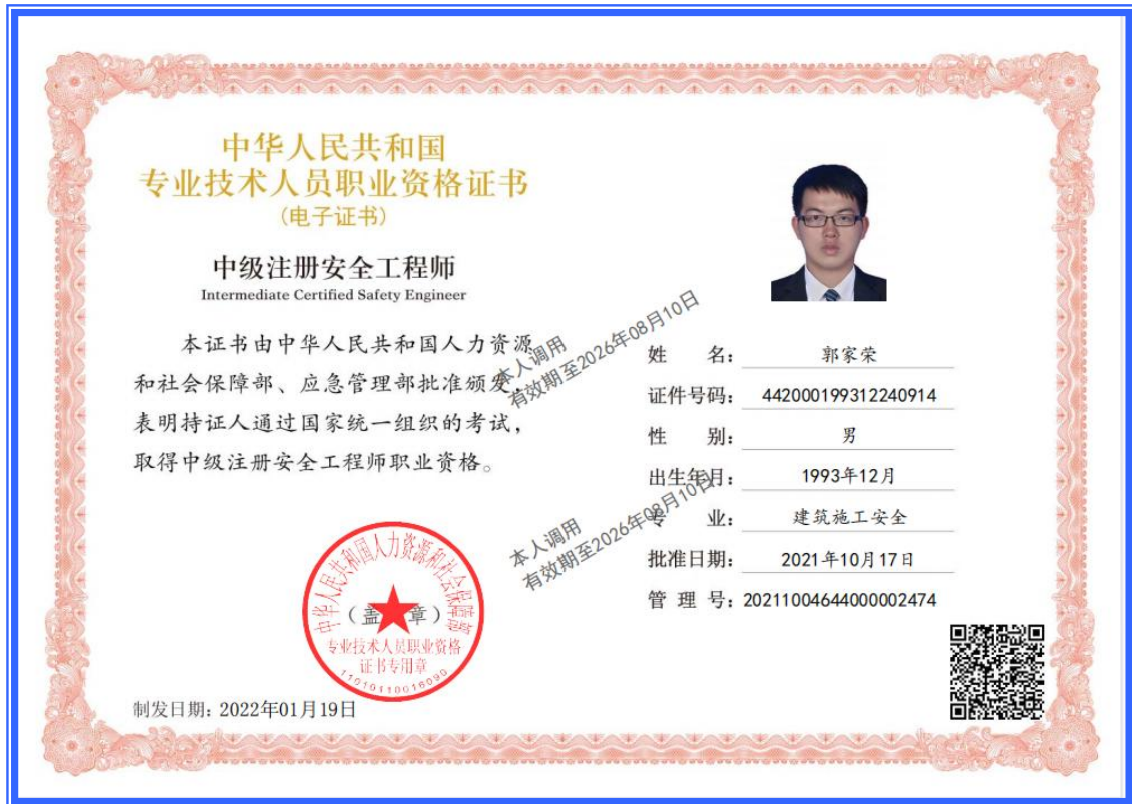 中华人民共和国
专业技术人员职业资格证书
(电子证书)
中级注册安全工程师
Intermediate Certified Safety Engineer
本证书由中华人民共和国人力资源
和社会保障部、应急管理部批准颁发,
表明持证人通过国家统一组织的考试,
取得中级注册安全工程师职业资格。
中华人民共和国人力资源和社会保障部
(盖 章)
专业技术人员职业资格
证书专用章
11010110016090
制发日期: 2022年01月19日
本人调用
有效期至2026年08月10日
本人调用
有效期至2026年08月10日
姓 名: 郭家荣
证件号码: 442000199312240914
性 别: 男
出生年月: 1993年12月
专 业: 建筑施工安全
批准日期: 2021年10月17日
管 理 号: 20211004644000002474